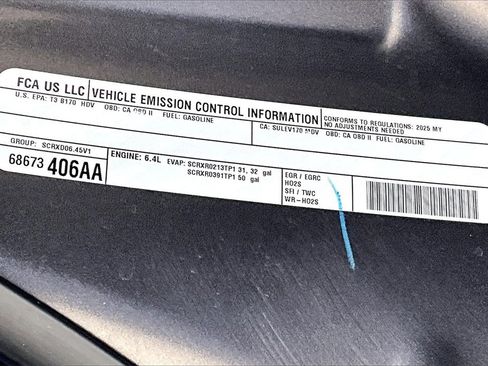 FCA US LLC
VEHICLE EMISSION CONTROL INFORMATION
CONFORMS TO REGULATIONS: 2025 MY
NO ADJUSTMENTS NEEDED
U.S. EPA: T3 B170 HDV OBD: CA OBD II FUEL: GASOLINE
CA: SULEV170 MDV OBD: CA OBD II FUEL: GASOLINE
GROUP: SCRXD06.45V1
68673 406AA
ENGINE: 6.4L EVAP: SCRXR0213TP1 31, 32 gal
SCRXR0391TP1 50 gal
EGR / EGRC
HO2S
SFI / TWC
WR-HO2S